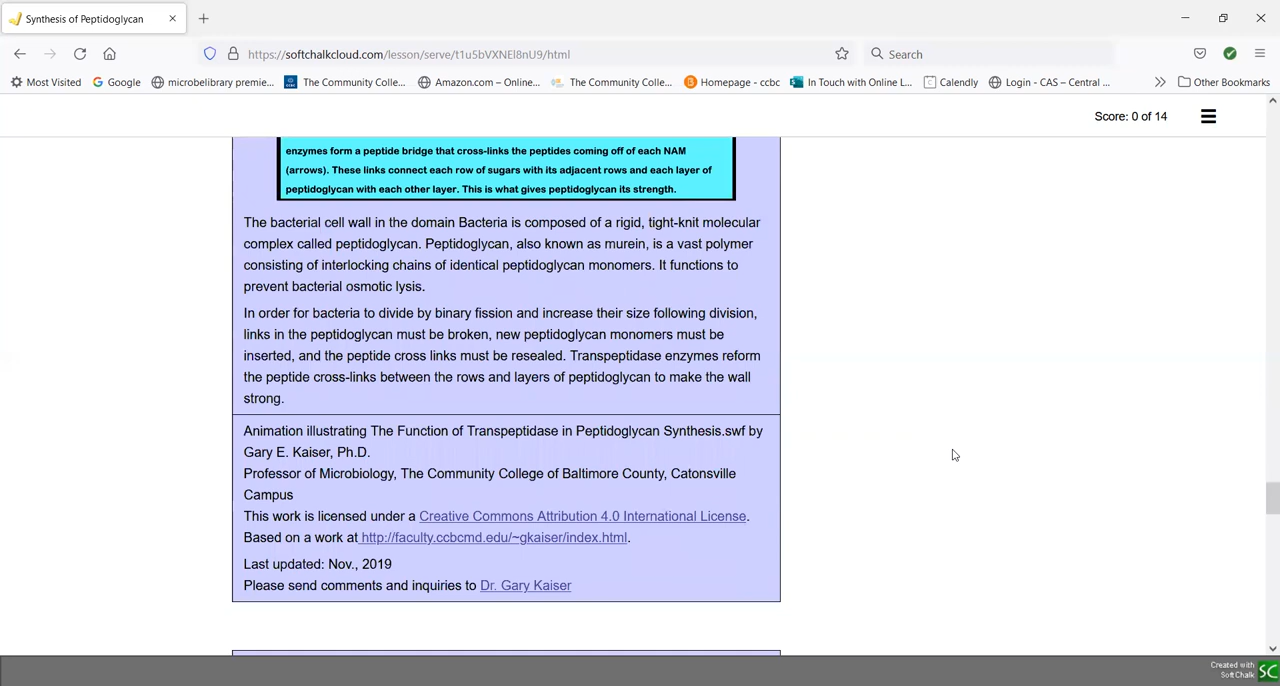 Synthesis of Peptidoglycan
https://softchalkcloud.com/lesson/serve/t1u5bVXNEl8nU9/html
Search
Most Visited
Google
microbelibrary premie...
The Community Colle...
Amazon.com – Online...
The Community Colle...
Homepage - ccbc
In Touch with Online L...
Calendly
Login - CAS – Central ...
Other Bookmarks
Score: 0 of 14
enzymes form a peptide bridge that cross-links the peptides coming off of each NAM
(arrows). These links connect each row of sugars with its adjacent rows and each layer of
peptidoglycan with each other layer. This is what gives peptidoglycan its strength.
The bacterial cell wall in the domain Bacteria is composed of a rigid, tight-knit molecular
complex called peptidoglycan. Peptidoglycan, also known as murein, is a vast polymer
consisting of interlocking chains of identical peptidoglycan monomers. It functions to
prevent bacterial osmotic lysis.
In order for bacteria to divide by binary fission and increase their size following division,
links in the peptidoglycan must be broken, new peptidoglycan monomers must be
inserted, and the peptide cross links must be resealed. Transpeptidase enzymes reform
the peptide cross-links between the rows and layers of peptidoglycan to make the wall
strong.
Animation illustrating The Function of Transpeptidase in Peptidoglycan Synthesis.swf by
Gary E. Kaiser, Ph.D.
Professor of Microbiology, The Community College of Baltimore County, Catonsville
Campus
This work is licensed under a Creative Commons Attribution 4.0 International License.
Based on a work at http://faculty.ccbcmd.edu/~gkaiser/index.html.
Last updated: Nov., 2019
Please send comments and inquiries to Dr. Gary Kaiser
Created with
SoftChalk
SC